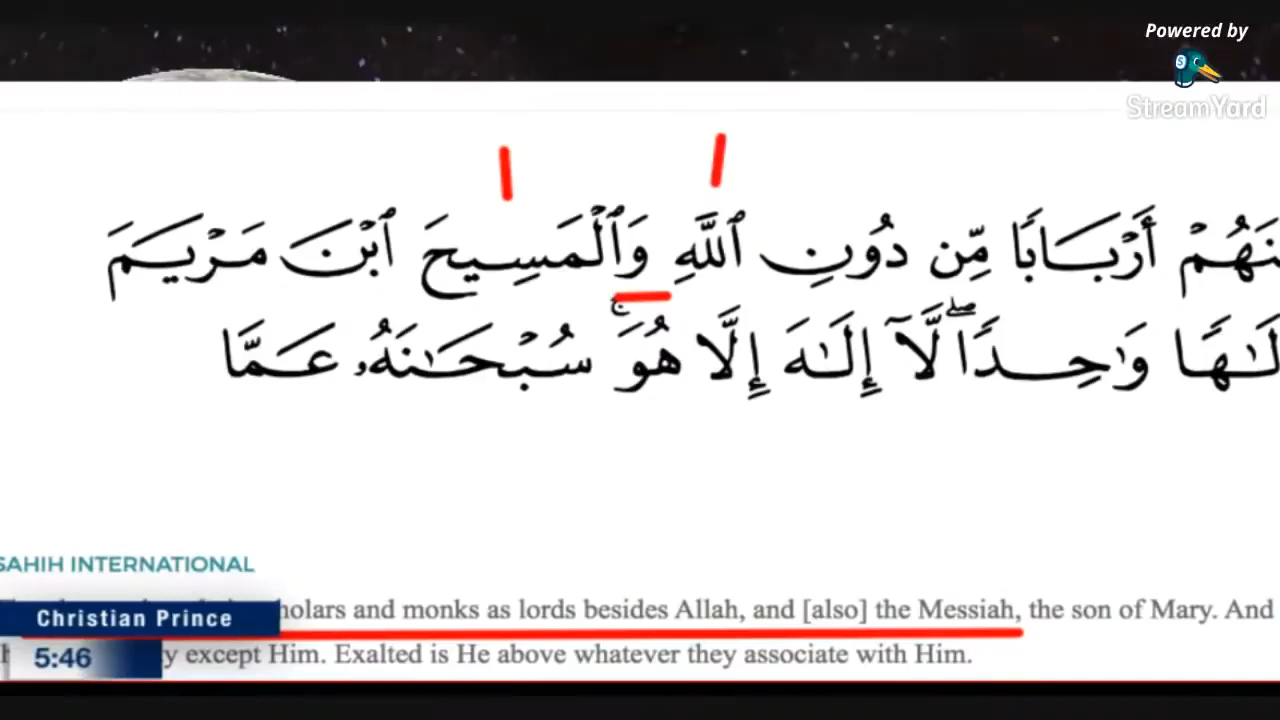 Powered by
StreamYard
أَرْبَابًا مِّن دُونِ ٱللَّهِ وَٱلْمَسِيحَ ٱبْنَ مَرْيَمَ
وَٰحِدًا ۖ لَّآ إِلَٰهَ إِلَّا هُوَ ۚ سُبْحَٰنَهُۥ عَمَّا
SAHIH INTERNATIONAL
and monks as lords besides Allah, and [also] the Messiah, the son of Mary. And
Christian Prince
except Him. Exalted is He above whatever they associate with Him.
5:46